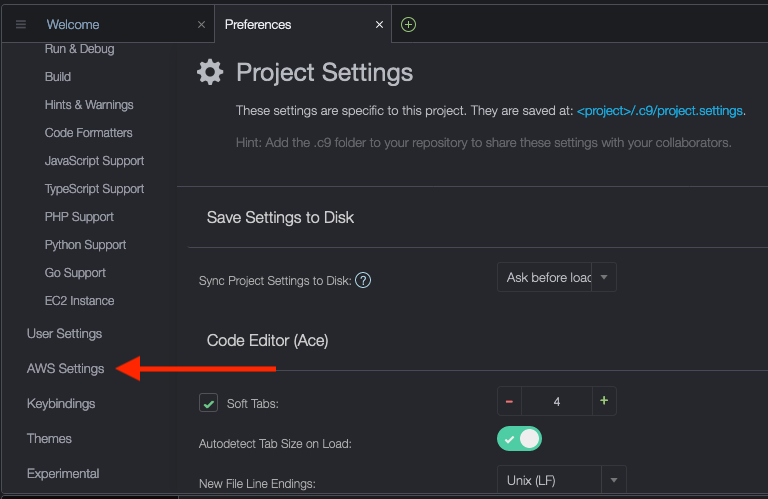 Welcome
Preferences
Run & Debug
Build
Hints & Warnings
Code Formatters
JavaScript Support
TypeScript Support
PHP Support
Python Support
Go Support
EC2 Instance
User Settings
AWS Settings
Keybindings
Themes
Experimental
Project Settings
These settings are specific to this project. They are saved at: <project>/.c9/project.settings.
Hint: Add the .c9 folder to your repository to share these settings with your collaborators.
Save Settings to Disk
Sync Project Settings to Disk: ? Ask before load
Code Editor (Ace)
Soft Tabs: - 4 +
Autodetect Tab Size on Load:
New File Line Endings: Unix (LF)